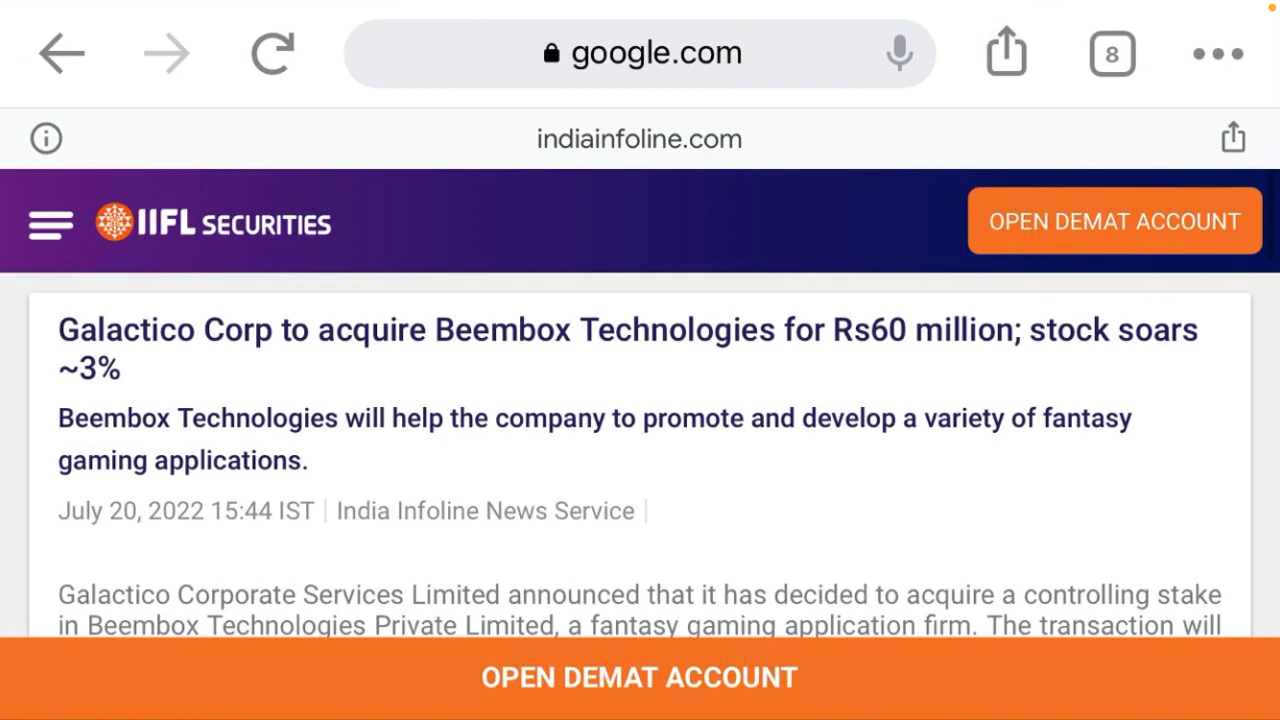 google.com
8
indiainfoline.com
IIFL SECURITIES
OPEN DEMAT ACCOUNT
Galactico Corp to acquire Beembox Technologies for Rs60 million; stock soars
~3%
Beembox Technologies will help the company to promote and develop a variety of fantasy
gaming applications.
July 20, 2022 15:44 IST | India Infoline News Service |
Galactico Corporate Services Limited announced that it has decided to acquire a controlling stake
in Beembox Technologies Private Limited, a fantasy gaming application firm. The transaction will
OPEN DEMAT ACCOUNT